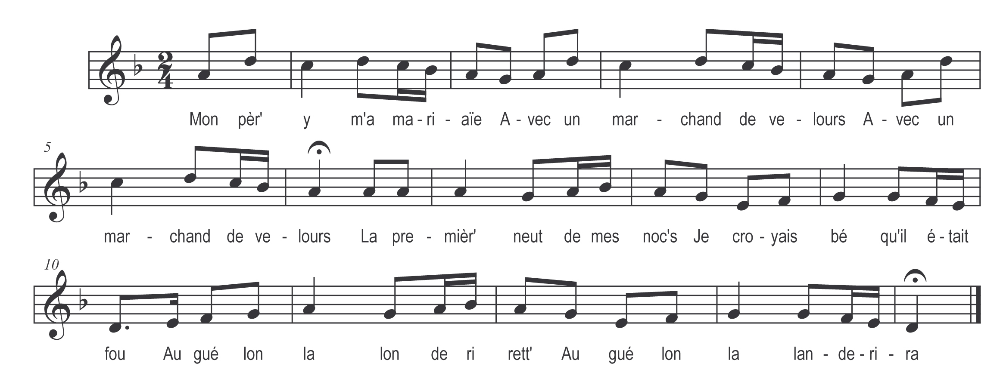 Mon pèr' y m'a ma - ri - aïe A - vec un mar - chand de ve - lours A - vec un
5
mar - chand de ve - lours La pre - mièr' neut de mes noc's Je cro - yais bé qu'il é - tait
10
fou Au gué lon la lon de ri rett' Au gué lon la lan - de - ri - ra